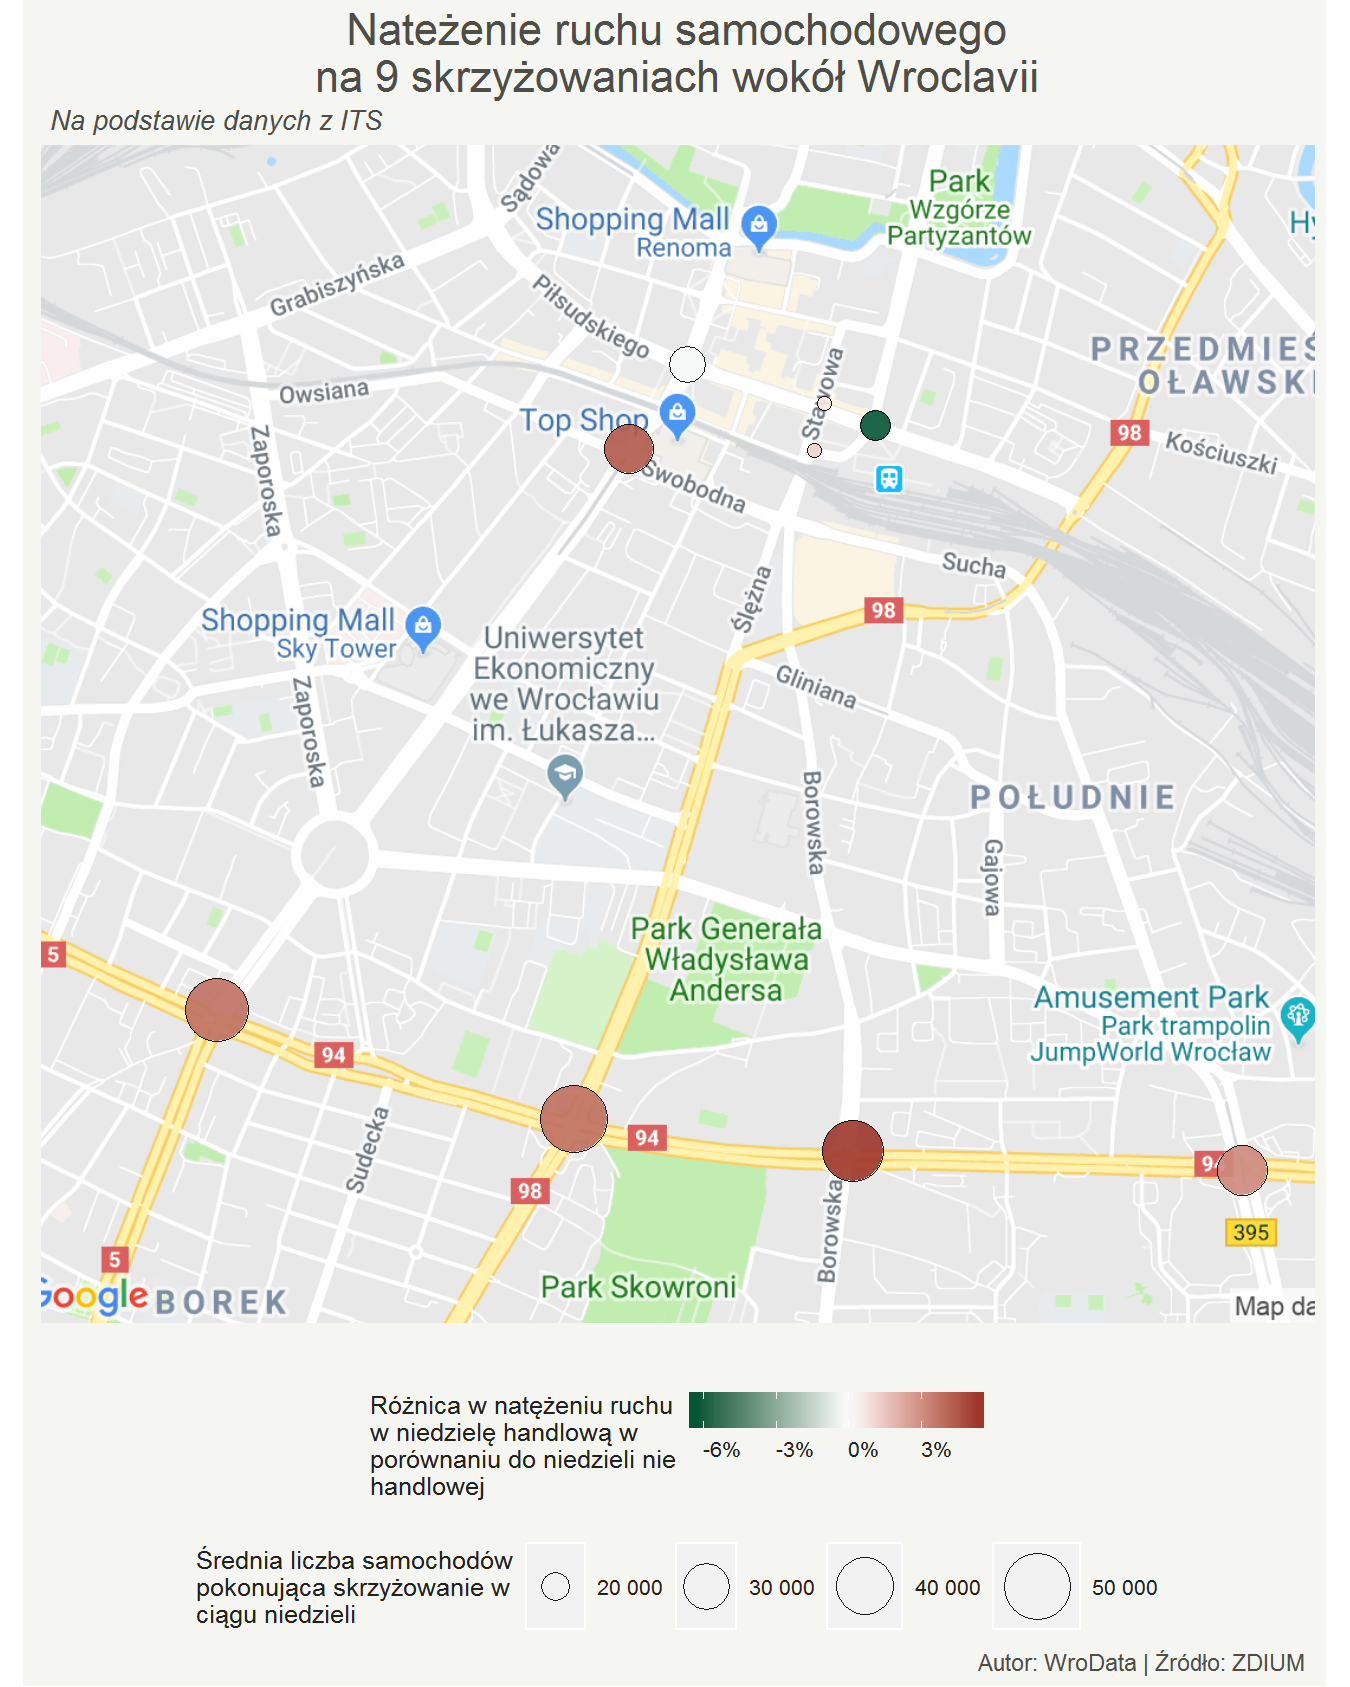 Nateżenie ruchu samochodowego
na 9 skrzyżowaniach wokół Wroclavii
Na podstawie danych z ITS
Sądowa
Park
Wzgórze
Partyzantów
Shopping Mall
Renoma
Hy
Grabiszyńska
Piłsudskiego
PRZEDMIEŚ
OŁAWSKI
Owsiana
Stawowa
Top Shop
98
Kościuszki
Zaporoska
Swobodna
Sucha
Ślężna
98
Shopping Mall
Sky Tower
Uniwersytet
Ekonomiczny
we Wrocławiu
im. Łukasza...
Gliniana
Zaporoska
Borowska
POŁUDNIE
Gajowa
Park Generała
Władysława
Andersa
5
Amusement Park
Park trampolin
JumpWorld Wrocław
94
94
Sudecka
94
98
Borowska
395
5
Park Skowroni
Google
BOREK
Map da
Różnica w natężeniu ruchu
w niedzielę handlową w
porównaniu do niedzieli nie
handlowej
-6% -3% 0% 3%
Średnia liczba samochodów
pokonująca skrzyżowanie w
ciągu niedzieli
20 000 30 000 40 000 50 000
Autor: WroData | Źródło: ZDIUM